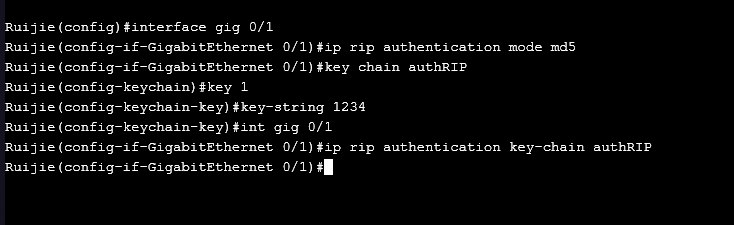 Ruijie(config)#interface gig 0/1
Ruijie(config-if-GigabitEthernet 0/1)#ip rip authentication mode md5
Ruijie(config-if-GigabitEthernet 0/1)#key chain authRIP
Ruijie(config-keychain)#key 1
Ruijie(config-keychain-key)#key-string 1234
Ruijie(config-keychain-key)#int gig 0/1
Ruijie(config-if-GigabitEthernet 0/1)#ip rip authentication key-chain authRIP
Ruijie(config-if-GigabitEthernet 0/1)#